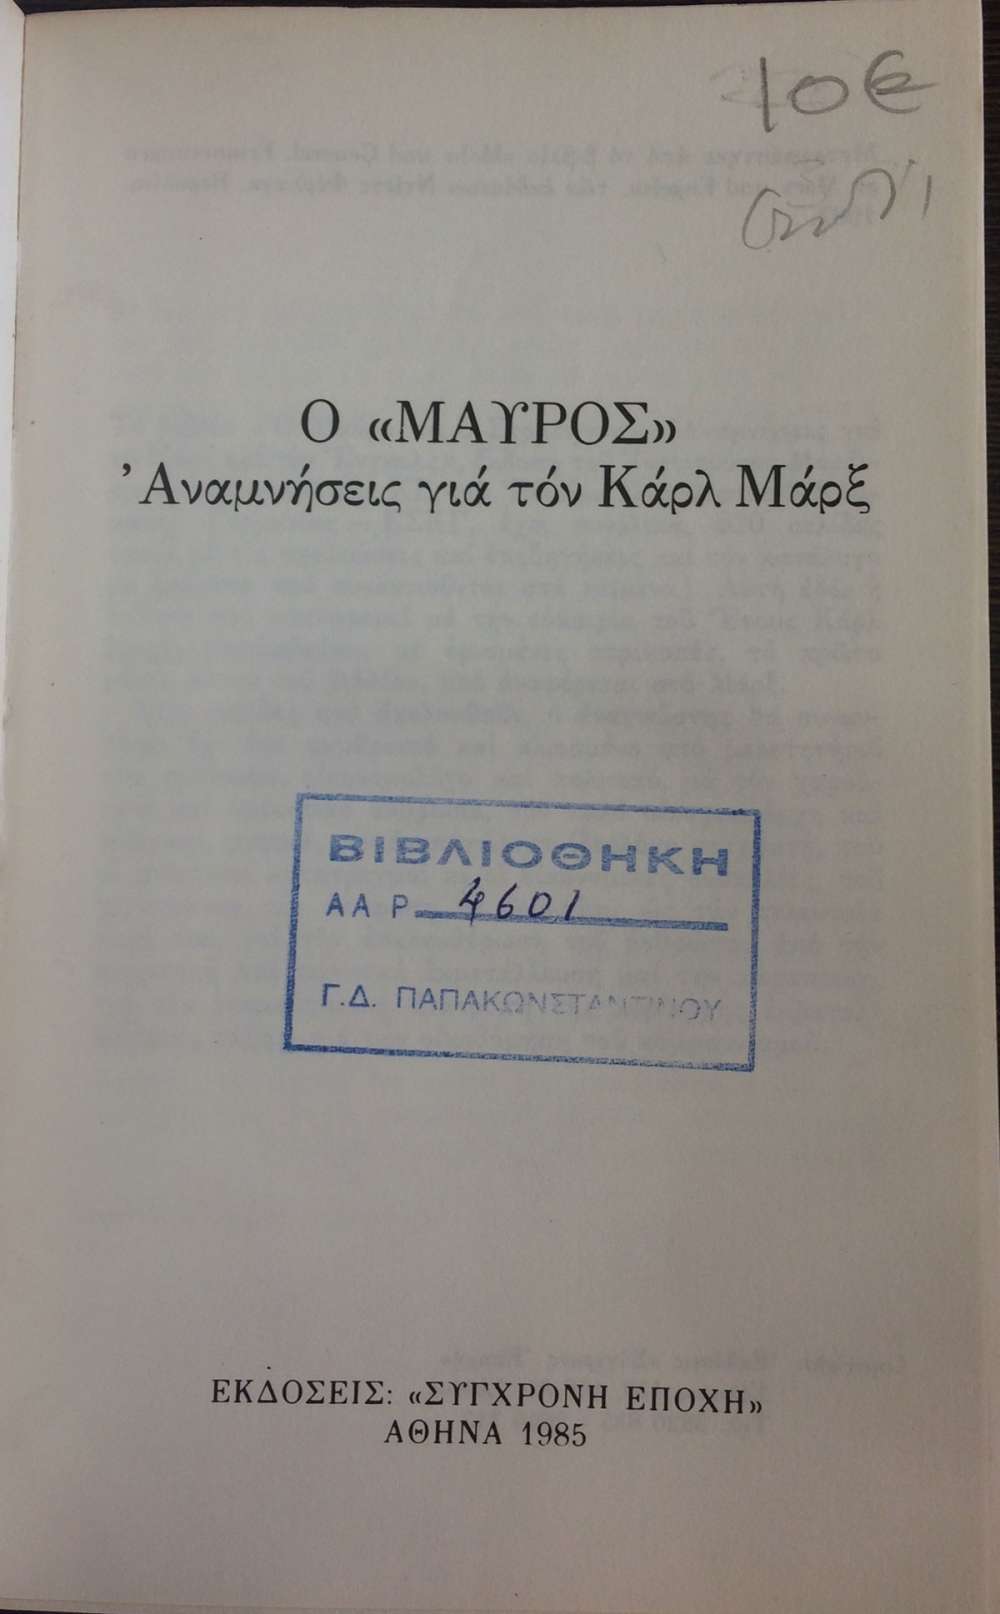 10€
Ο «ΜΑΥΡΟΣ»
Ἀναμνήσεις γιά τόν Κάρλ Μάρξ
ΒΙΒΛΙΟΘΗΚΗ
ΑΑ Ρ 4601
Γ.Δ. ΠΑΠΑΚΩΝΣΤΑΝΤΙΝΟΥ
ΕΚΔΟΣΕΙΣ: «ΣΥΓΧΡΟΝΗ ΕΠΟΧΗ»
ΑΘΗΝΑ 1985